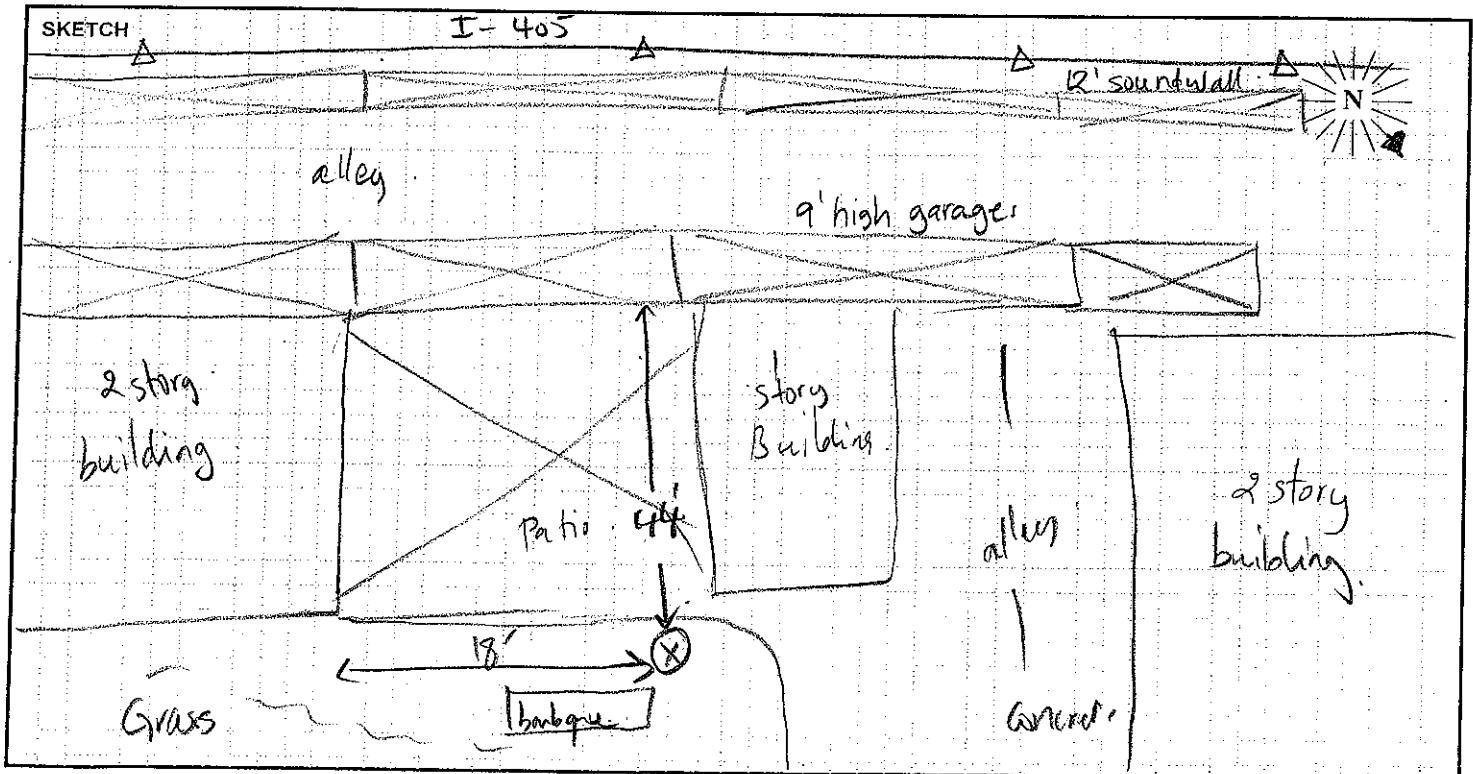 SKETCH
I-405
12' soundwall
N
alley
9' high garages
2 story
building
story
Building
Patio
44'
alley
2 story
building.
18'
Grass
barbque
Concret.